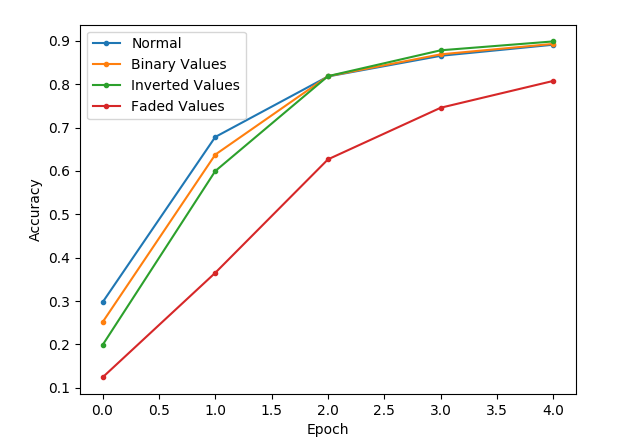 0.9
0.8
0.7
0.6
0.5
0.4
0.3
0.2
0.1
Accuracy
Normal
Binary Values
Inverted Values
Faded Values
0.0 0.5 1.0 1.5 2.0 2.5 3.0 3.5 4.0
Epoch